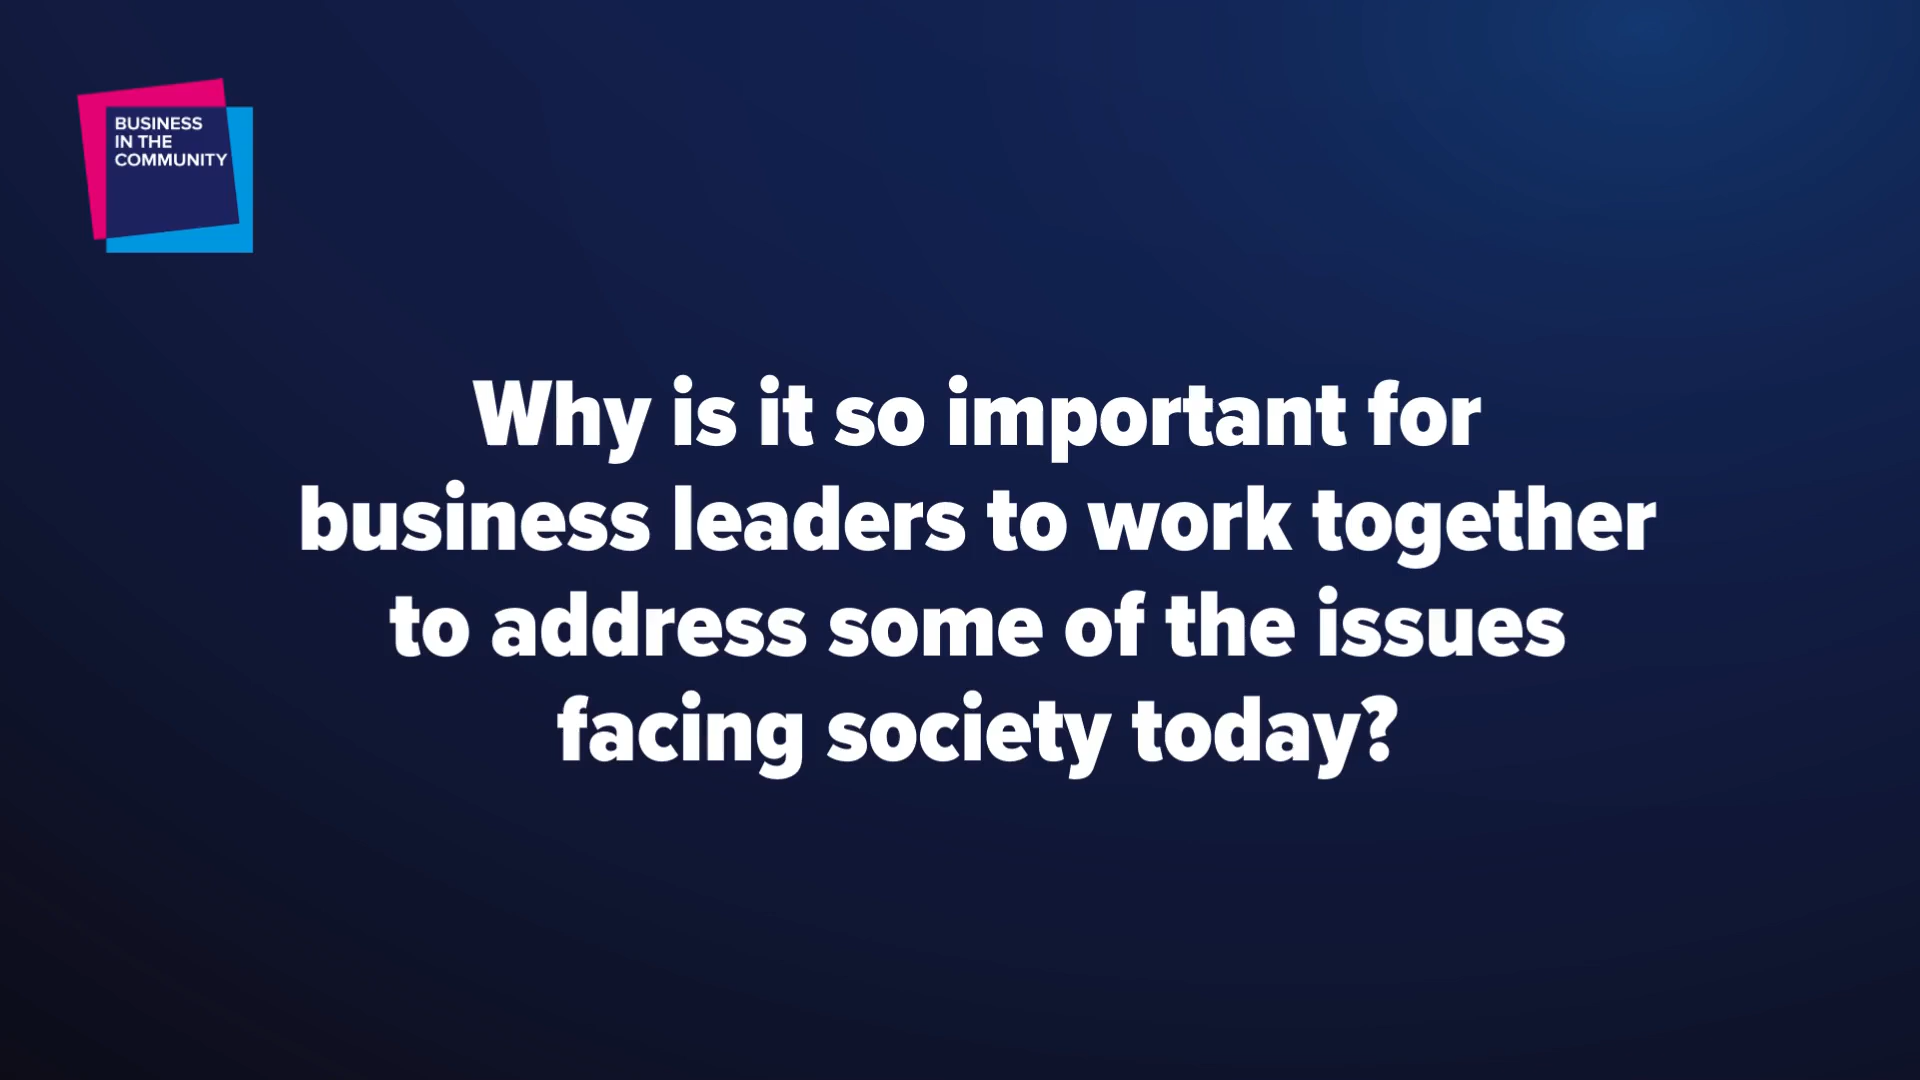 BUSINESS
IN THE
COMMUNITY
Why is it so important for
business leaders to work together
to address some of the issues
facing society today?